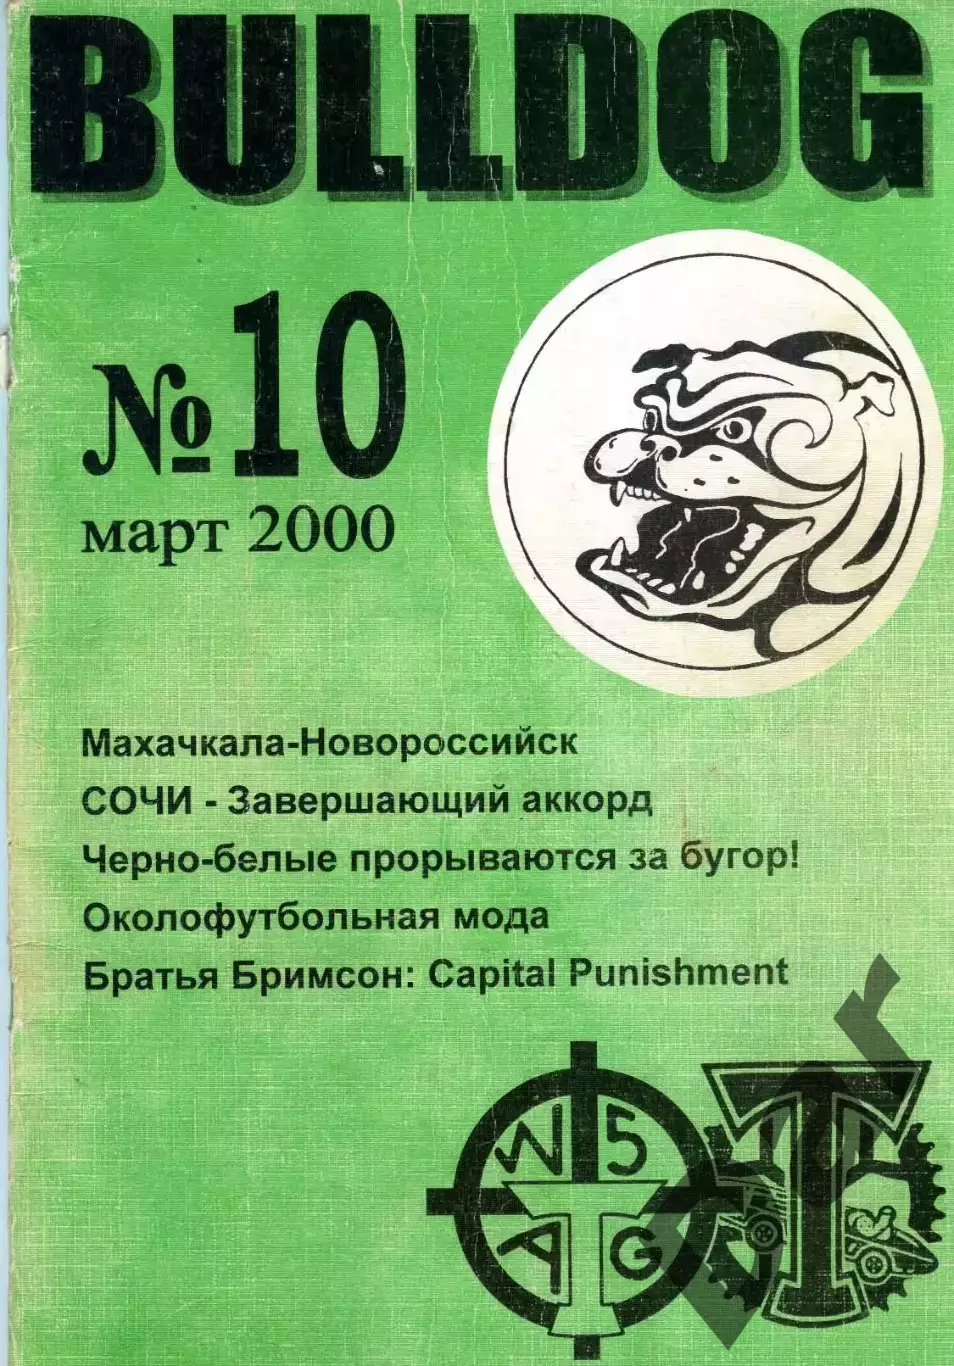 BULLDOG
№10
март 2000
Махачкала-Новороссийск
СОЧИ - Завершающий аккорд
Черно-белые прорываются за бугор!
Околофутбольная мода
Братья Бримсон: Capital Punishment
W 5
A G
T